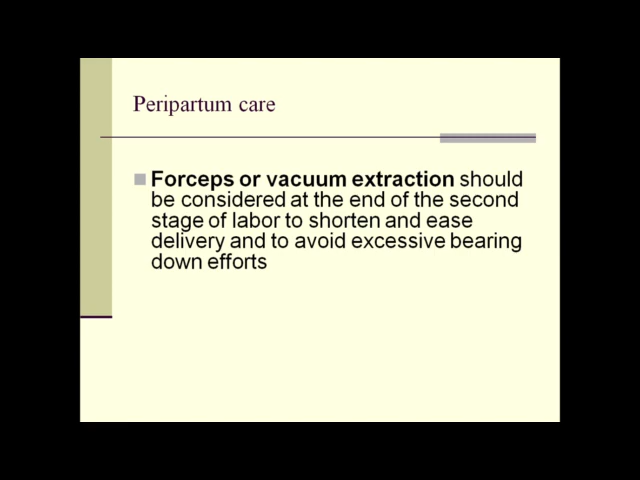 Peripartum care
Forceps or vacuum extraction should
be considered at the end of the second
stage of labor to shorten and ease
delivery and to avoid excessive bearing
down efforts